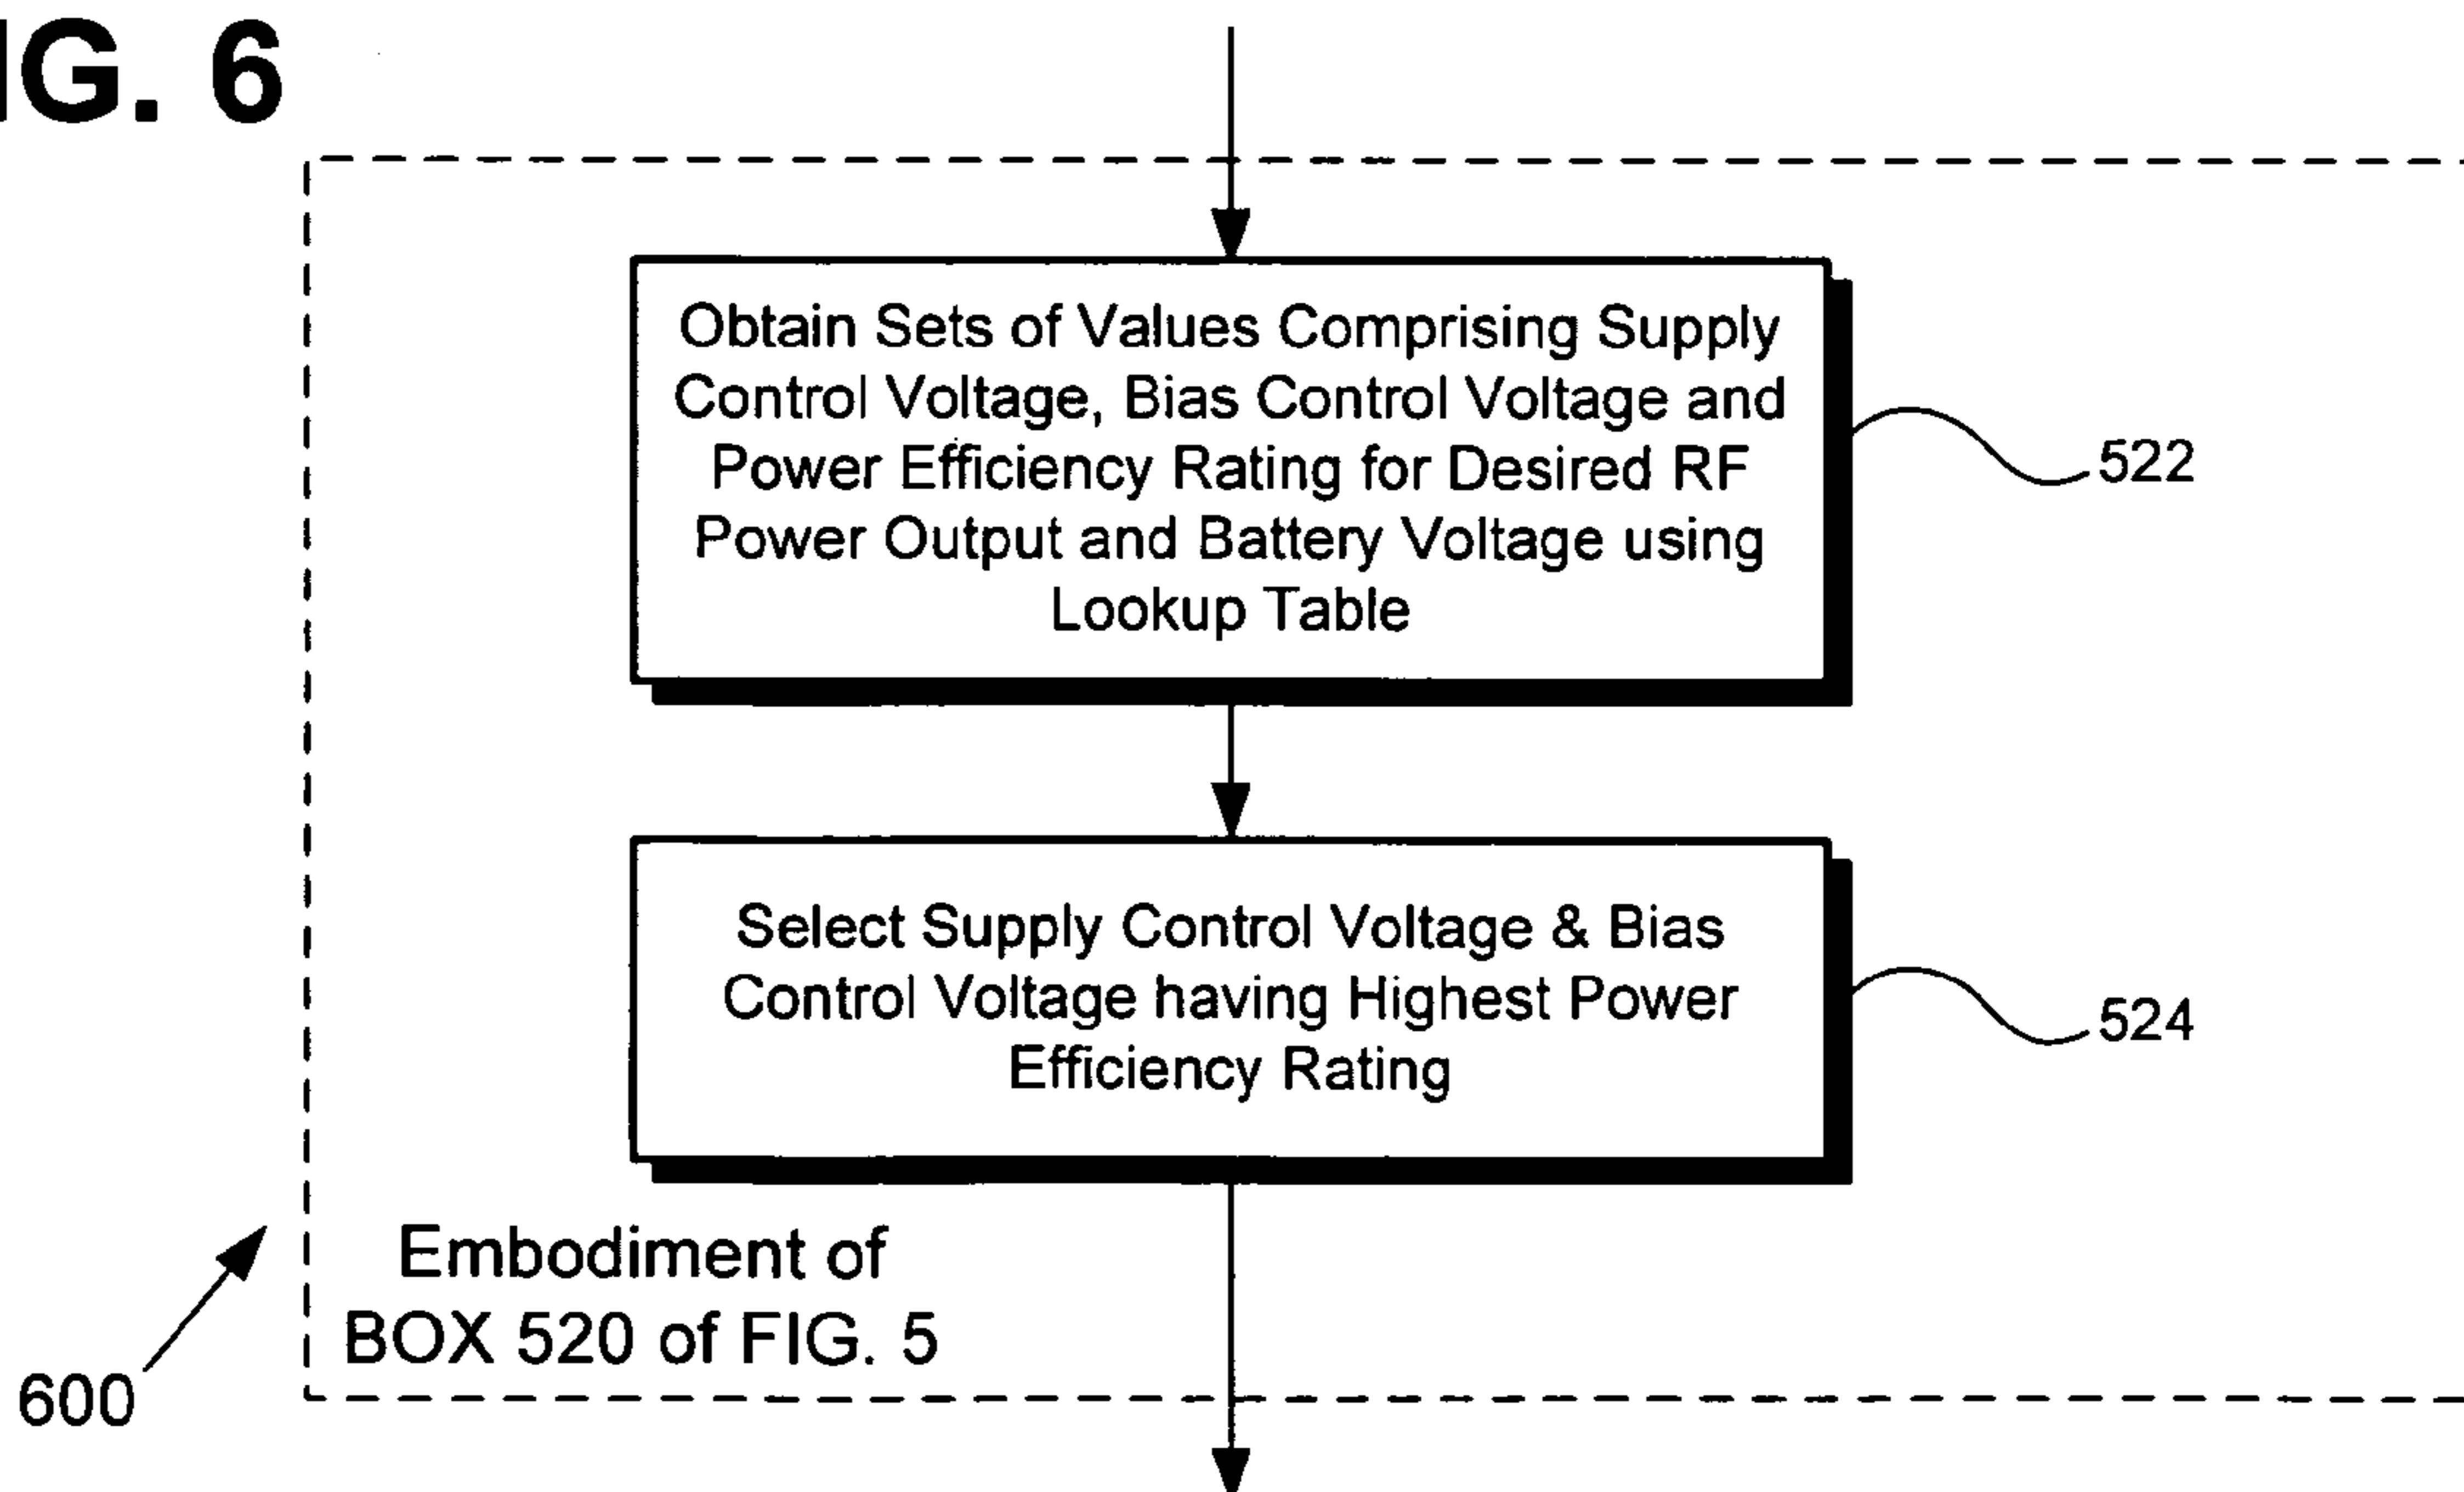 IG. 6
Obtain Sets of Values Comprising Supply
Control Voltage, Bias Control Voltage and
Power Efficiency Rating for Desired RF
Power Output and Battery Voltage using
Lookup Table
522
Select Supply Control Voltage & Bias
Control Voltage having Highest Power
Efficiency Rating
524
Embodiment of
BOX 520 of FIG. 5
600